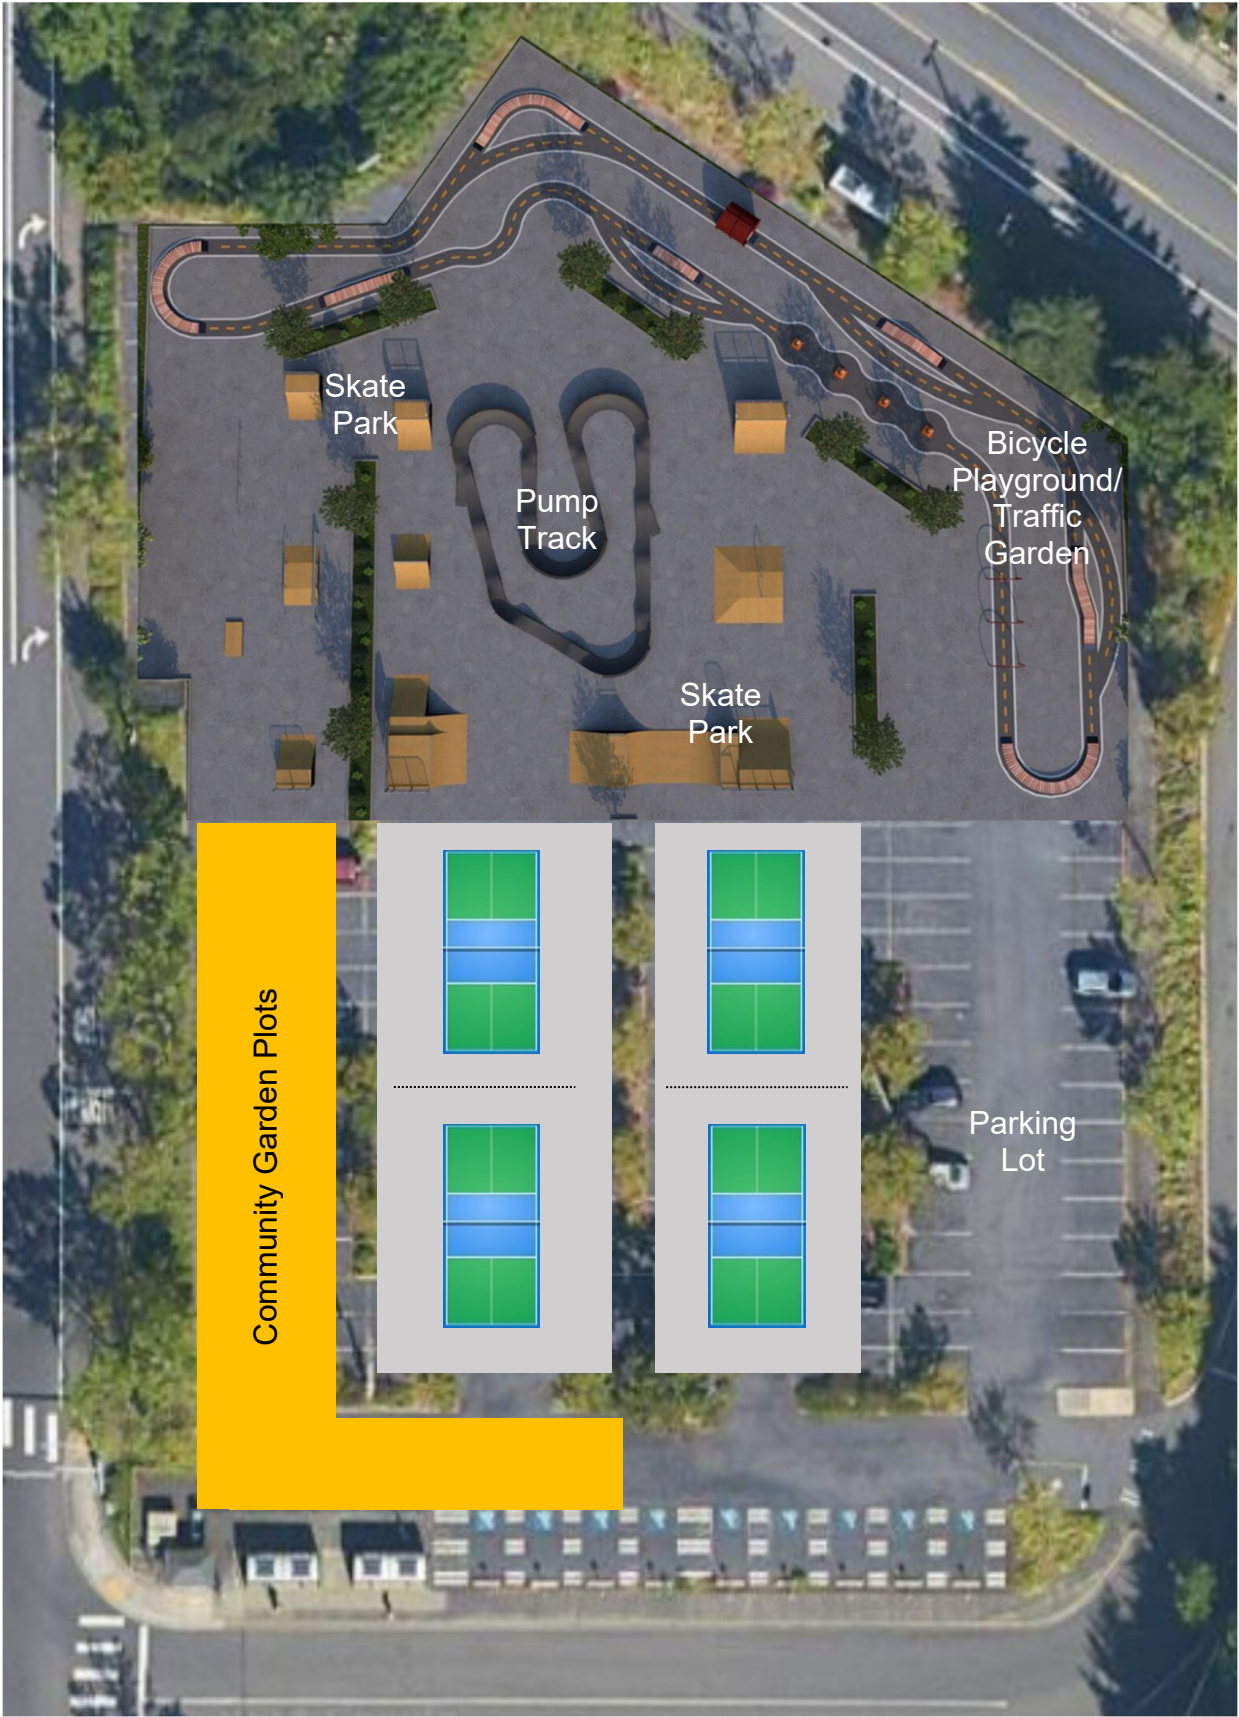 Skate
Park
Pump
Track
Bicycle
Playground/
Traffic
Garden
Skate
Park
Community Garden Plots
Parking
Lot